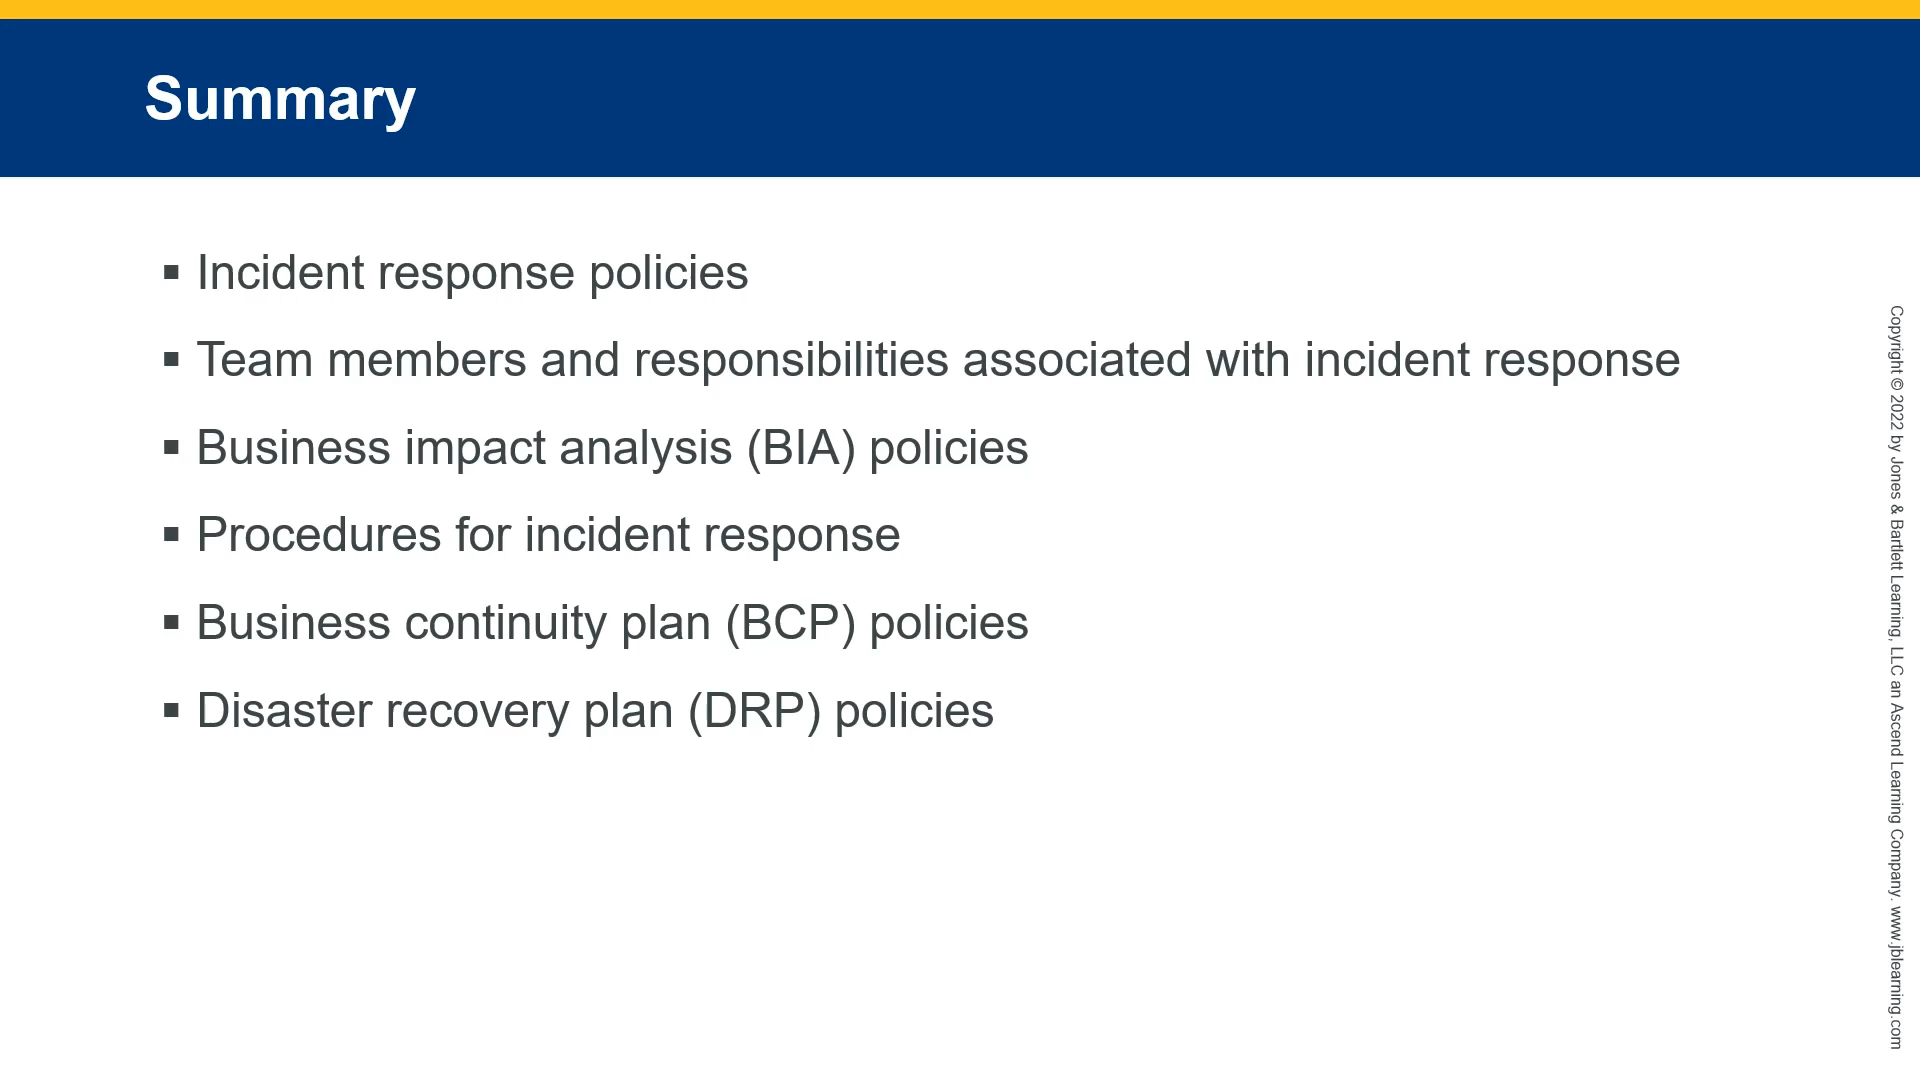 Summary
▪ Incident response policies
▪ Team members and responsibilities associated with incident response
▪ Business impact analysis (BIA) policies
▪ Procedures for incident response
▪ Business continuity plan (BCP) policies
▪ Disaster recovery plan (DRP) policies
Copyright © 2022 by Jones & Bartlett Learning, LLC an Ascend Learning Company. www.jblearning.com